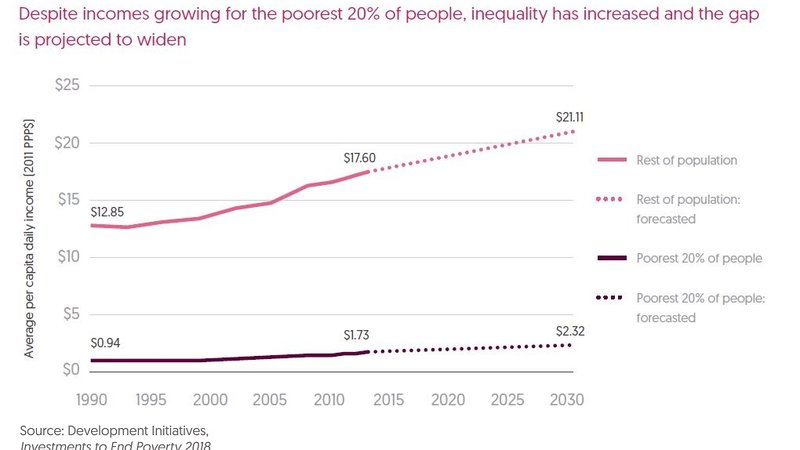 Despite incomes growing for the poorest 20% of people, inequality has increased and the gap
is projected to widen
Average per capita daily income [2011 PPP$]
$25
$20
$15
$10
$5
$0
$12.85
$17.60
$21.11
$0.94
$1.73
$2.32
1990 1995 2000 2005 2010 2015 2020 2025 2030
Rest of population
Rest of population:
forecasted
Poorest 20% of people
Poorest 20% of people:
forecasted
Source: Development Initiatives,
Investments to End Poverty 2018